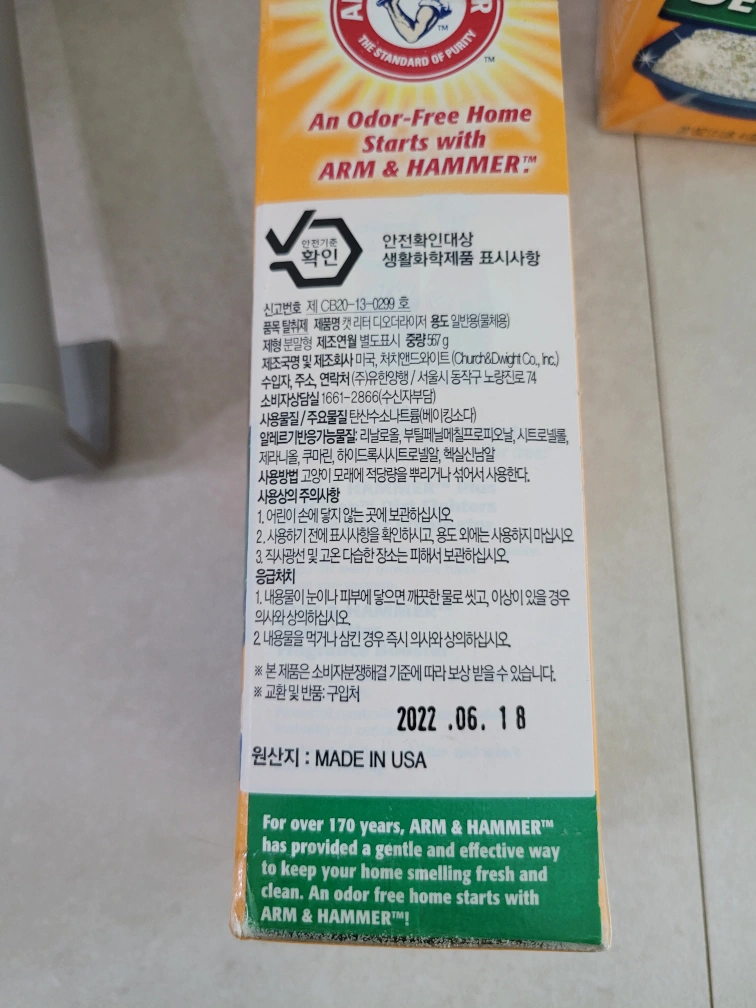 THE STANDARD OF PURITY
TM
TM
An Odor-Free Home
Starts with
ARM & HAMMER.™
안전기준
확인
안전확인대상
생활화학제품 표시사항
신고번호 제 CB20-13-0299 호
품목 탈취제 제품명 캣 리터 디오더라이저 용도 일반용(물체용)
제형 분말형 제조연월 별도표시 중량 567 g
제조국명 및 제조회사 미국, 처치앤드와이트 (Church&Dwight Co., Inc.)
수입자, 주소, 연락처 (주)유한양행 / 서울시 동작구 노량진로 74
소비자상담실 1661-2866(수신자부담)
사용물질 / 주요물질 탄산수소나트륨(베이킹소다)
알레르기반응가능물질: 리날로올, 부틸페닐메칠프로피오날, 시트로넬롤,
제라니올, 쿠마린, 하이드록시시트로넬알, 헥실신남알
사용방법 고양이 모래에 적당량을 뿌리거나 섞어서 사용한다.
사용상의 주의사항
1. 어린이 손에 닿지 않는 곳에 보관하십시오.
2. 사용하기 전에 표시사항을 확인하시고, 용도 외에는 사용하지 마십시오
3. 직사광선 및 고온 다습한 장소는 피해서 보관하십시오.
응급처치
1. 내용물이 눈이나 피부에 닿으면 깨끗한 물로 씻고, 이상이 있을 경우
의사와 상의하십시오.
2. 내용물을 먹거나 삼킨 경우 즉시 의사와 상의하십시오.
※ 본 제품은 소비자분쟁해결 기준에 따라 보상 받을 수 있습니다.
※ 교환 및 반품: 구입처
2022 .06. 18
원산지 : MADE IN USA
For over 170 years, ARM & HAMMER™
has provided a gentle and effective way
to keep your home smelling fresh and
clean. An odor free home starts with
ARM & HAMMER™!